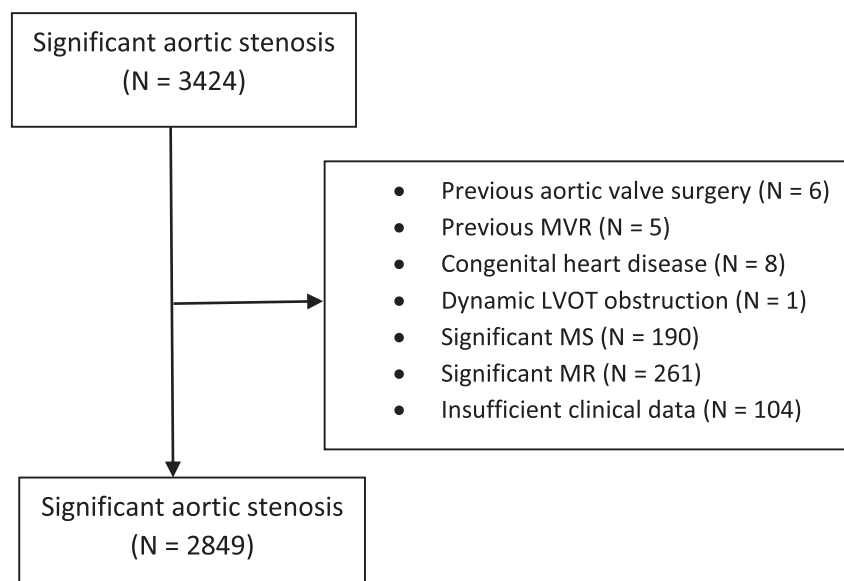 Significant aortic stenosis
(N = 3424)
• Previous aortic valve surgery (N = 6)
• Previous MVR (N = 5)
• Congenital heart disease (N = 8)
• Dynamic LVOT obstruction (N = 1)
• Significant MS (N = 190)
• Significant MR (N = 261)
• Insufficient clinical data (N = 104)
Significant aortic stenosis
(N = 2849)